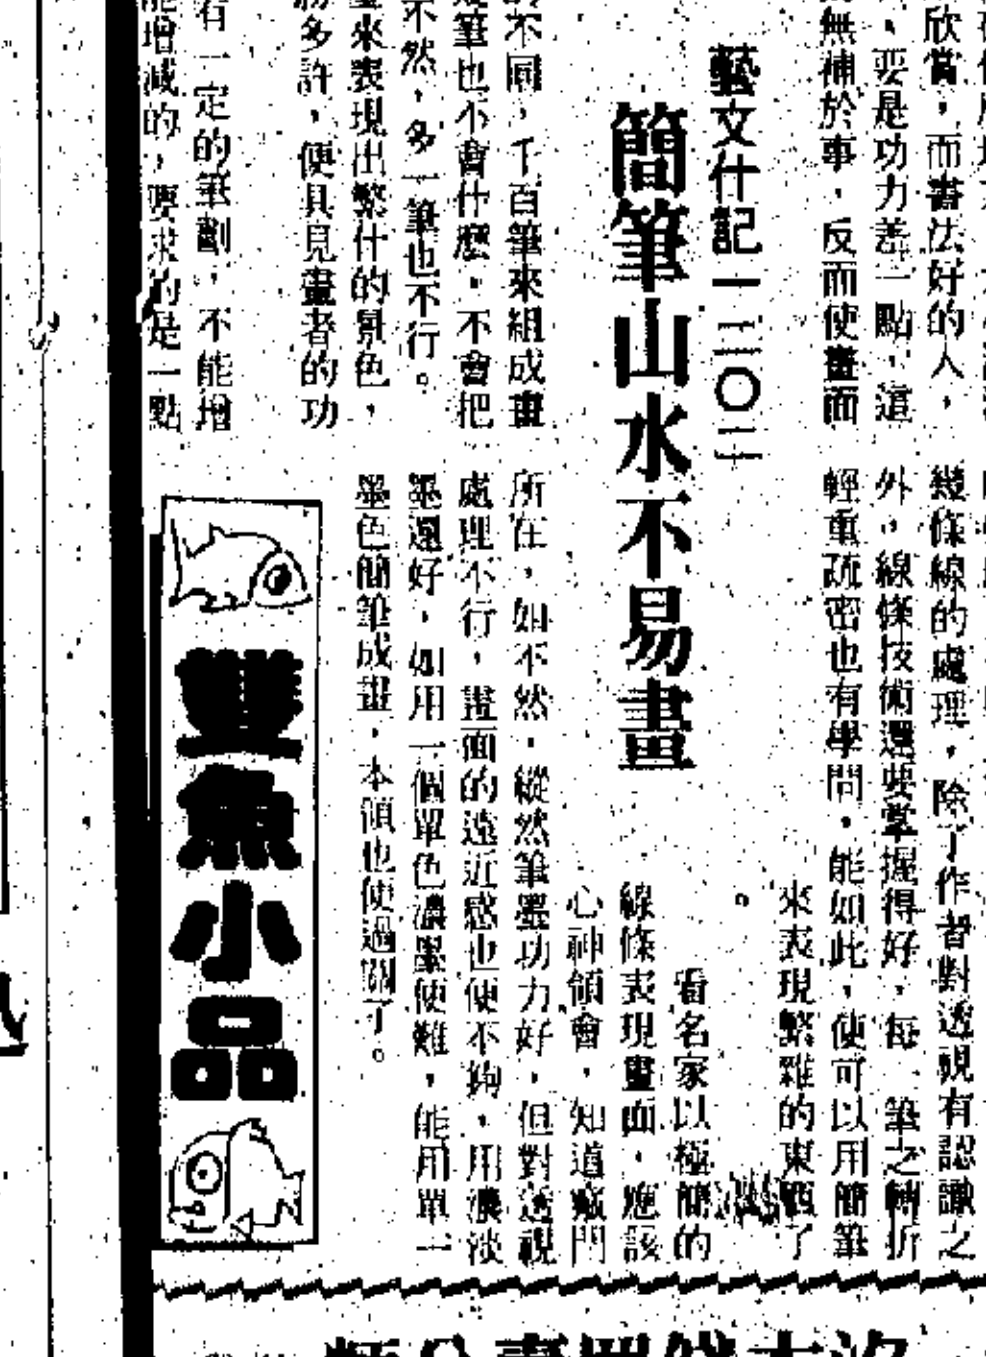 欣嘗，而書法好的人，
，要是功力差一點，這
無補於事，反而使畫面
藝文什記一三〇二
簡筆山水不易畫
的不同，千百筆來組成畫
筆也不會什麼，不會把
不然，多一筆也不行。
來表現出繁什的景色，
多許，便具見畫者的功
有一定的筆劃，不能增
增減的，要求的是一點
幾條線的處理，除了作者對透視有認識之
外，線條技術還要掌握得好，每一筆之轉折
輕重疏密也有學問，能如此，便可以用簡筆
來表現繁雜的東西了
。
看名家以極簡的
線條表現畫面，應該
心神領會，知道竅門
所在，如不然，縱然筆墨功力好，但對透視
處理不行，畫面的遠近感也便不夠，用濃淡
墨還好，如用一個單色濃墨便難，能用單一
墨色簡筆成畫，本領也便過關了。
雙魚小品